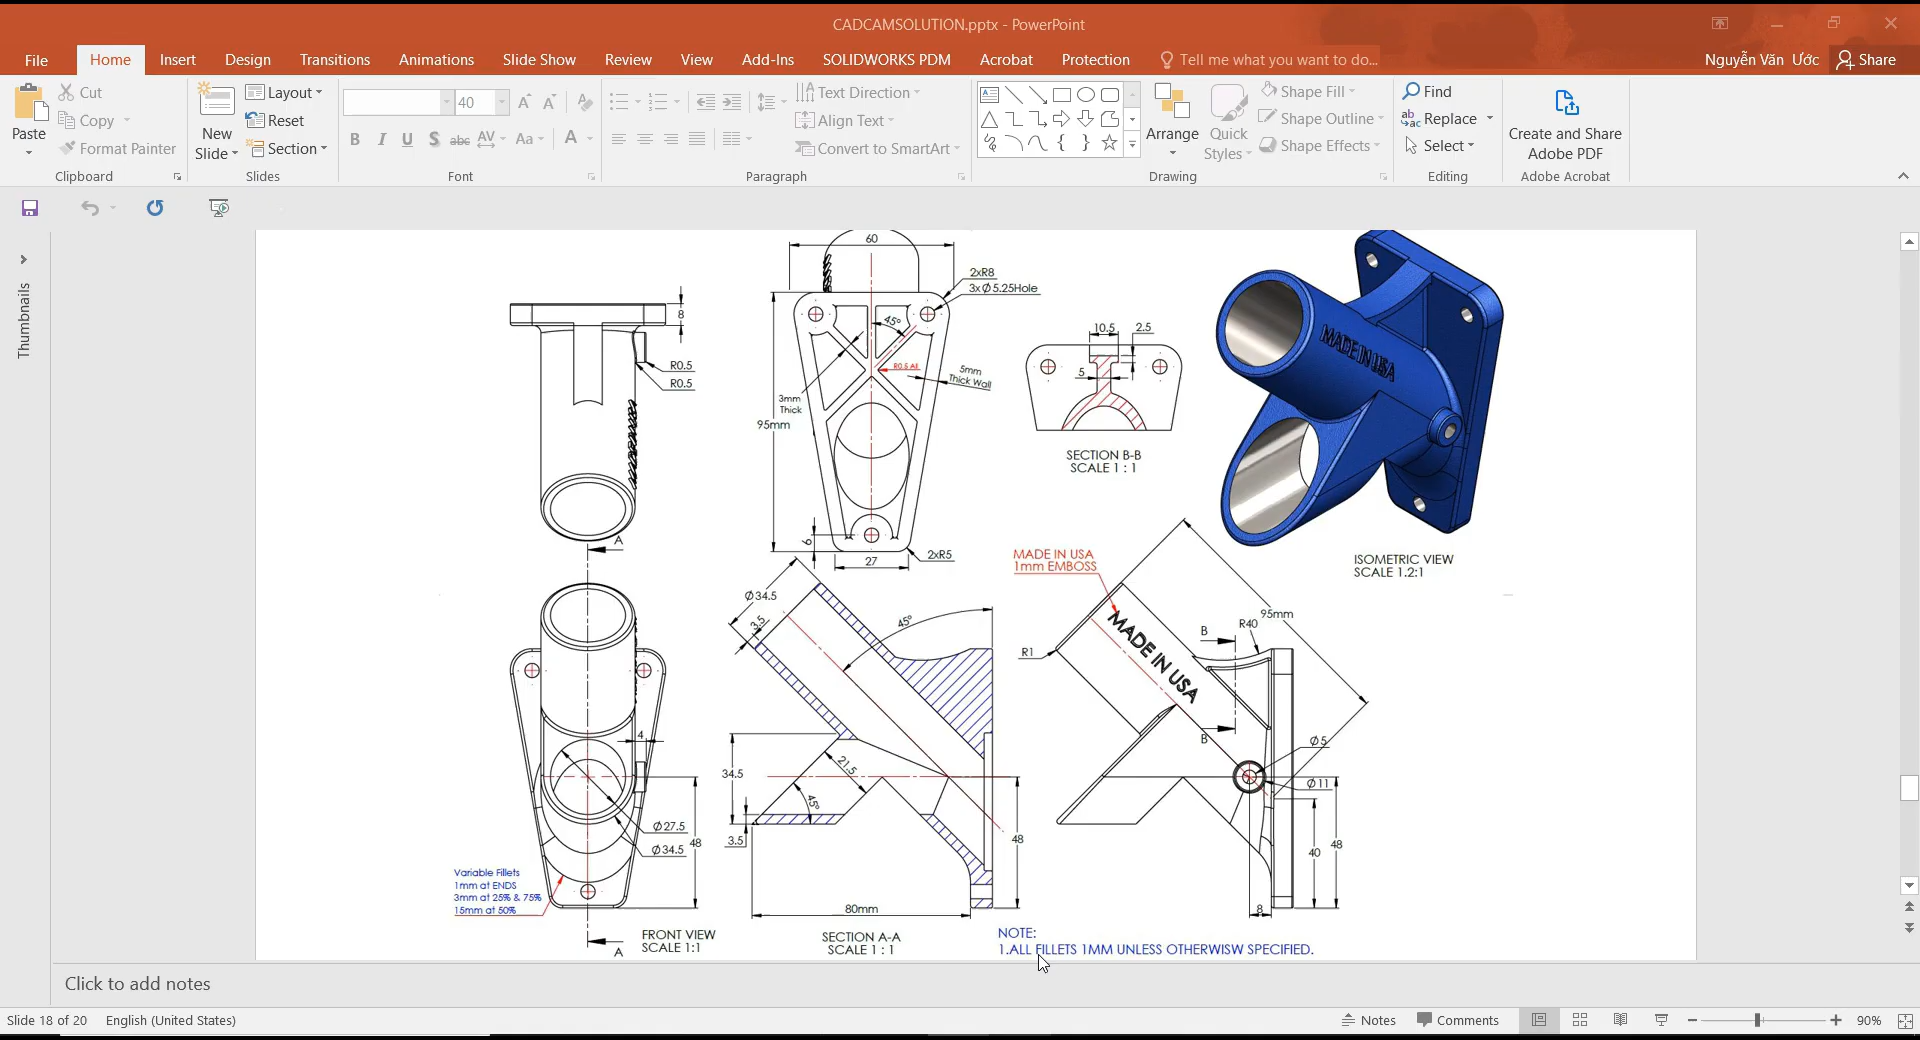 CADCAMSOLUTION.pptx - PowerPoint
File Home Insert Design Transitions Animations Slide Show Review View Add-Ins SOLIDWORKS PDM Acrobat Protection Tell me what you want to do... Nguyễn Văn Ước Share
Paste
Cut
Copy
Format Painter
Clipboard
New
Slide
Layout
Reset
Section
Slides
40
B I U S abc AV Aa A
Font
Text Direction
Align Text
Convert to SmartArt
Paragraph
Arrange
Quick
Styles
Shape Fill
Shape Outline
Shape Effects
Drawing
Find
Replace
Select
Editing
Create and Share
Adobe PDF
Adobe Acrobat
Thumbnails
8
R0.5
R0.5
60
2xR8
3xØ5.25Hole
45°
R0.5 All
5mm
Thick Wall
3mm
Thick
95mm
6
27
2xR5
10.5
2.5
5
SECTION B-B
SCALE 1 : 1
MADE IN USA
ISOMETRIC VIEW
SCALE 1.2:1
A
4
Ø27.5
Ø34.5
48
Variable Fillets
1mm at ENDS
3mm at 25% & 75%
15mm at 50%
A
FRONT VIEW
SCALE 1:1
Ø34.5
3.5
45°
34.5
21.5
45°
3.5
48
80mm
SECTION A-A
SCALE 1 : 1
MADE IN USA
1mm EMBOSS
MADE IN USA
95mm
R40
B
R1
B
Ø5
Ø11
40
48
8
NOTE:
1.ALL FILLETS 1MM UNLESS OTHERWISW SPECIFIED.
Click to add notes
Slide 18 of 20 English (United States) Notes Comments 90%